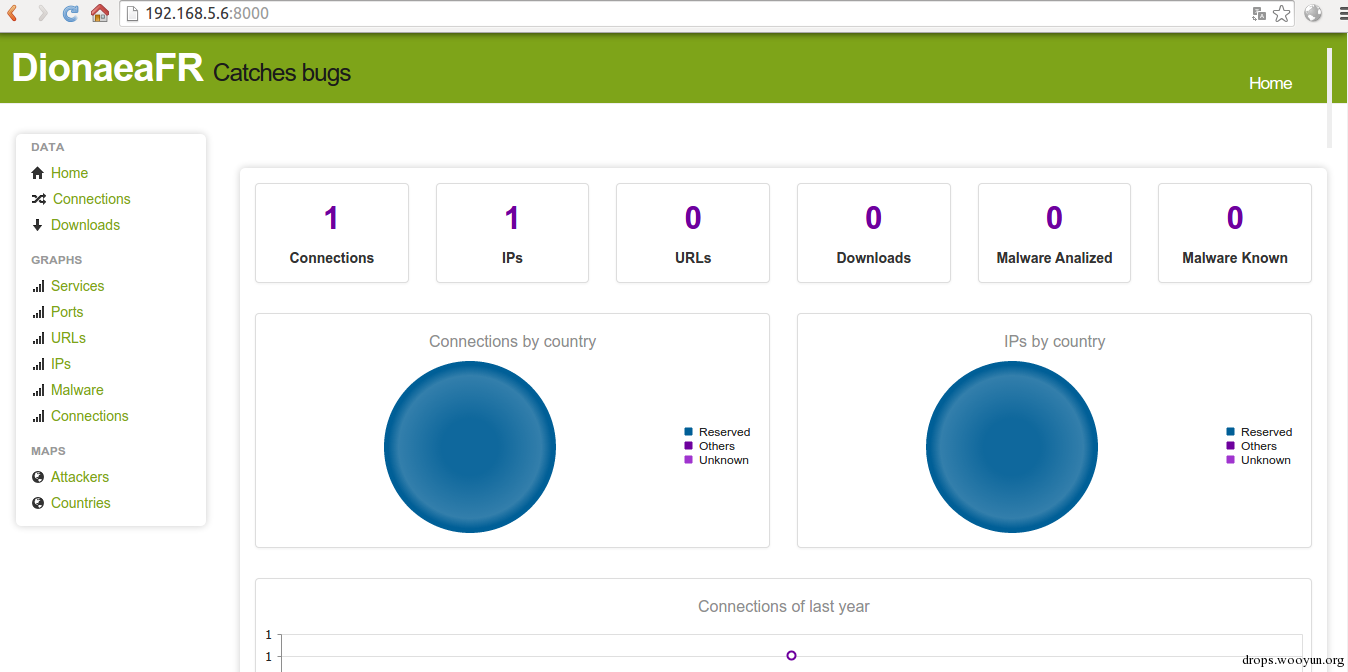 192.168.5.6:8000
DionaeaFR Catches bugs
Home
DATA
Home
Connections
Downloads
GRAPHS
Services
Ports
URLs
IPs
Malware
Connections
MAPS
Attackers
Countries
1
Connections
1
IPs
0
URLs
0
Downloads
0
Malware Analized
0
Malware Known
Connections by country
Reserved
Others
Unknown
IPs by country
Reserved
Others
Unknown
Connections of last year
1
1
drops.wooyun.org